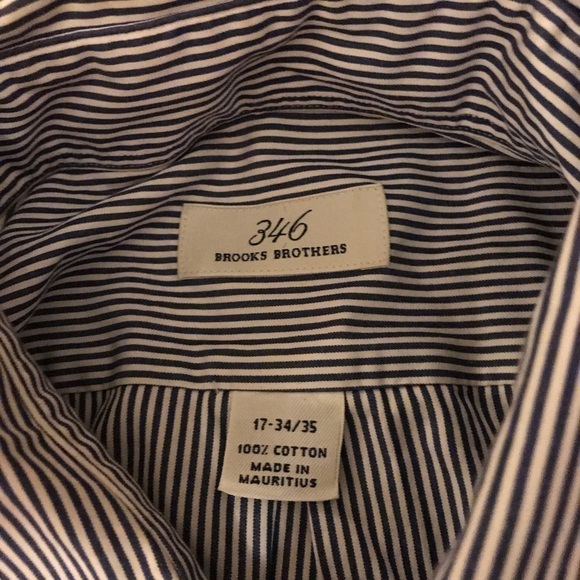 346
BROOKS BROTHERS
17-34/35
100% COTTON
MADE IN
MAURITIUS